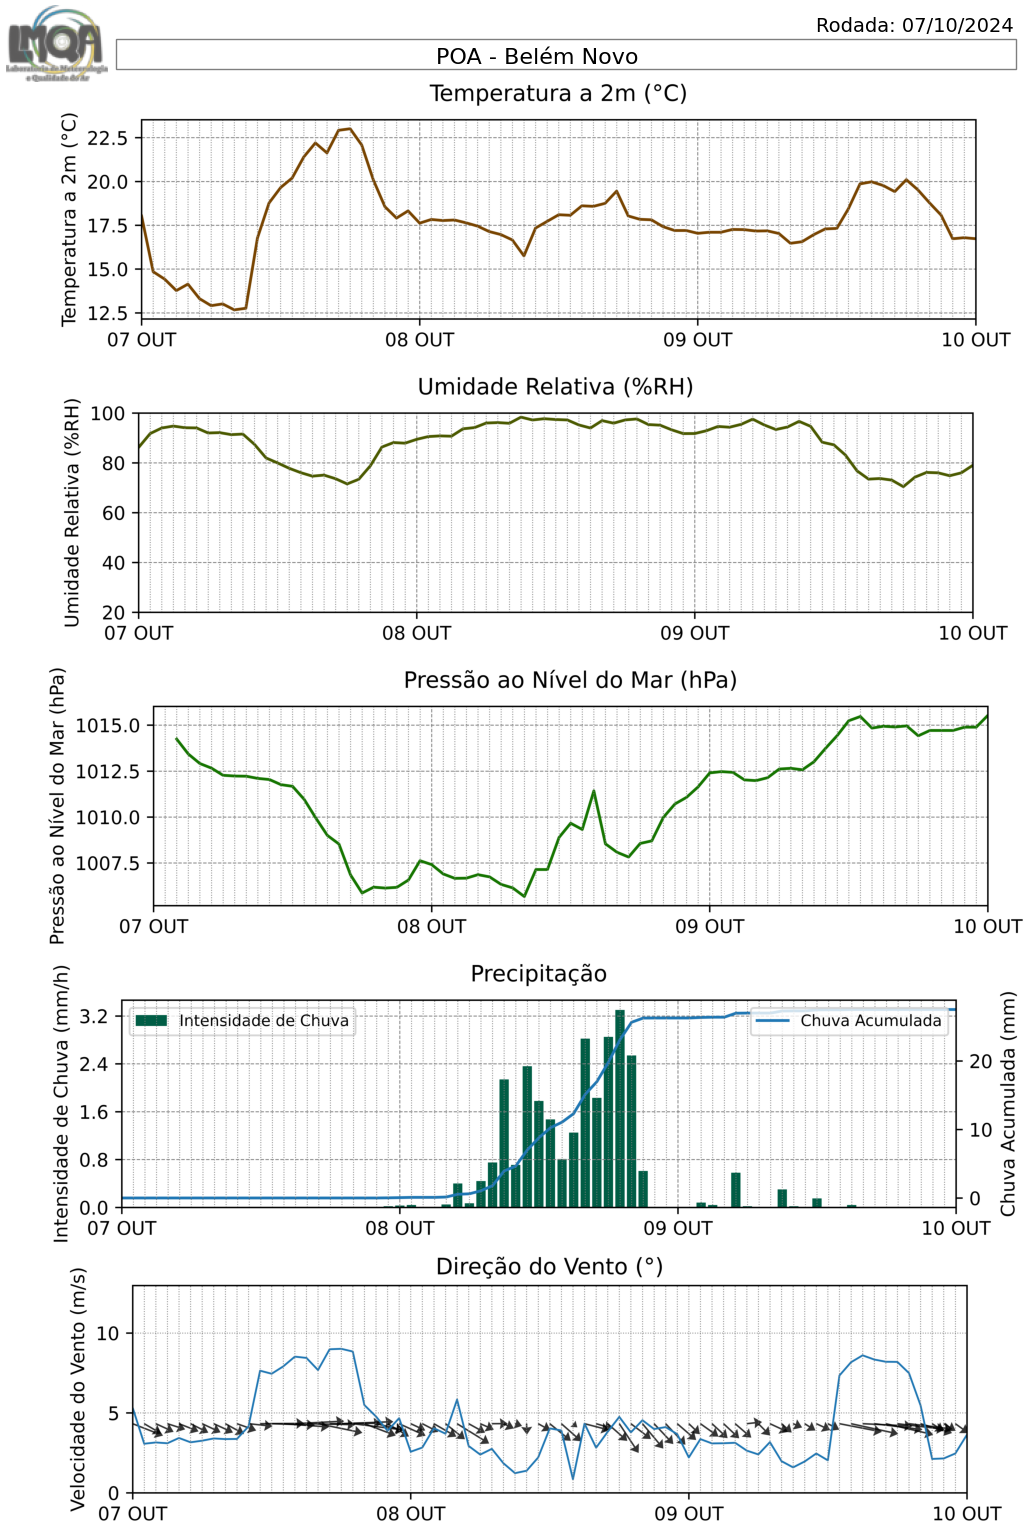 LMQA
Laboratório de Meteorologia
e Qualidade do Ar
Rodada: 07/10/2024
POA - Belém Novo
Temperatura a 2m (°C)
Temperatura a 2m (°C)
22.5
20.0
17.5
15.0
12.5
07 OUT 08 OUT 09 OUT 10 OUT
Umidade Relativa (%RH)
Umidade Relativa (%RH)
100
80
60
40
20
07 OUT 08 OUT 09 OUT 10 OUT
Pressão ao Nível do Mar (hPa)
Pressão ao Nível do Mar (hPa)
1015.0
1012.5
1010.0
1007.5
07 OUT 08 OUT 09 OUT 10 OUT
Precipitação
Intensidade de Chuva (mm/h)
3.2
2.4
1.6
0.8
0.0
Intensidade de Chuva
Chuva Acumulada
20
10
0
Chuva Acumulada (mm)
07 OUT 08 OUT 09 OUT 10 OUT
Direção do Vento (°)
Velocidade do Vento (m/s)
10
5
0
07 OUT 08 OUT 09 OUT 10 OUT